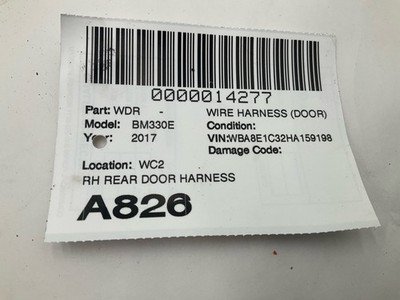 0000014277
Part: WDR - WIRE HARNESS (DOOR)
Model: BM330E Condition:
Year: 2017 VIN:WBA8E1C32HA159198
Damage Code:
Location: WC2
RH REAR DOOR HARNESS
A826